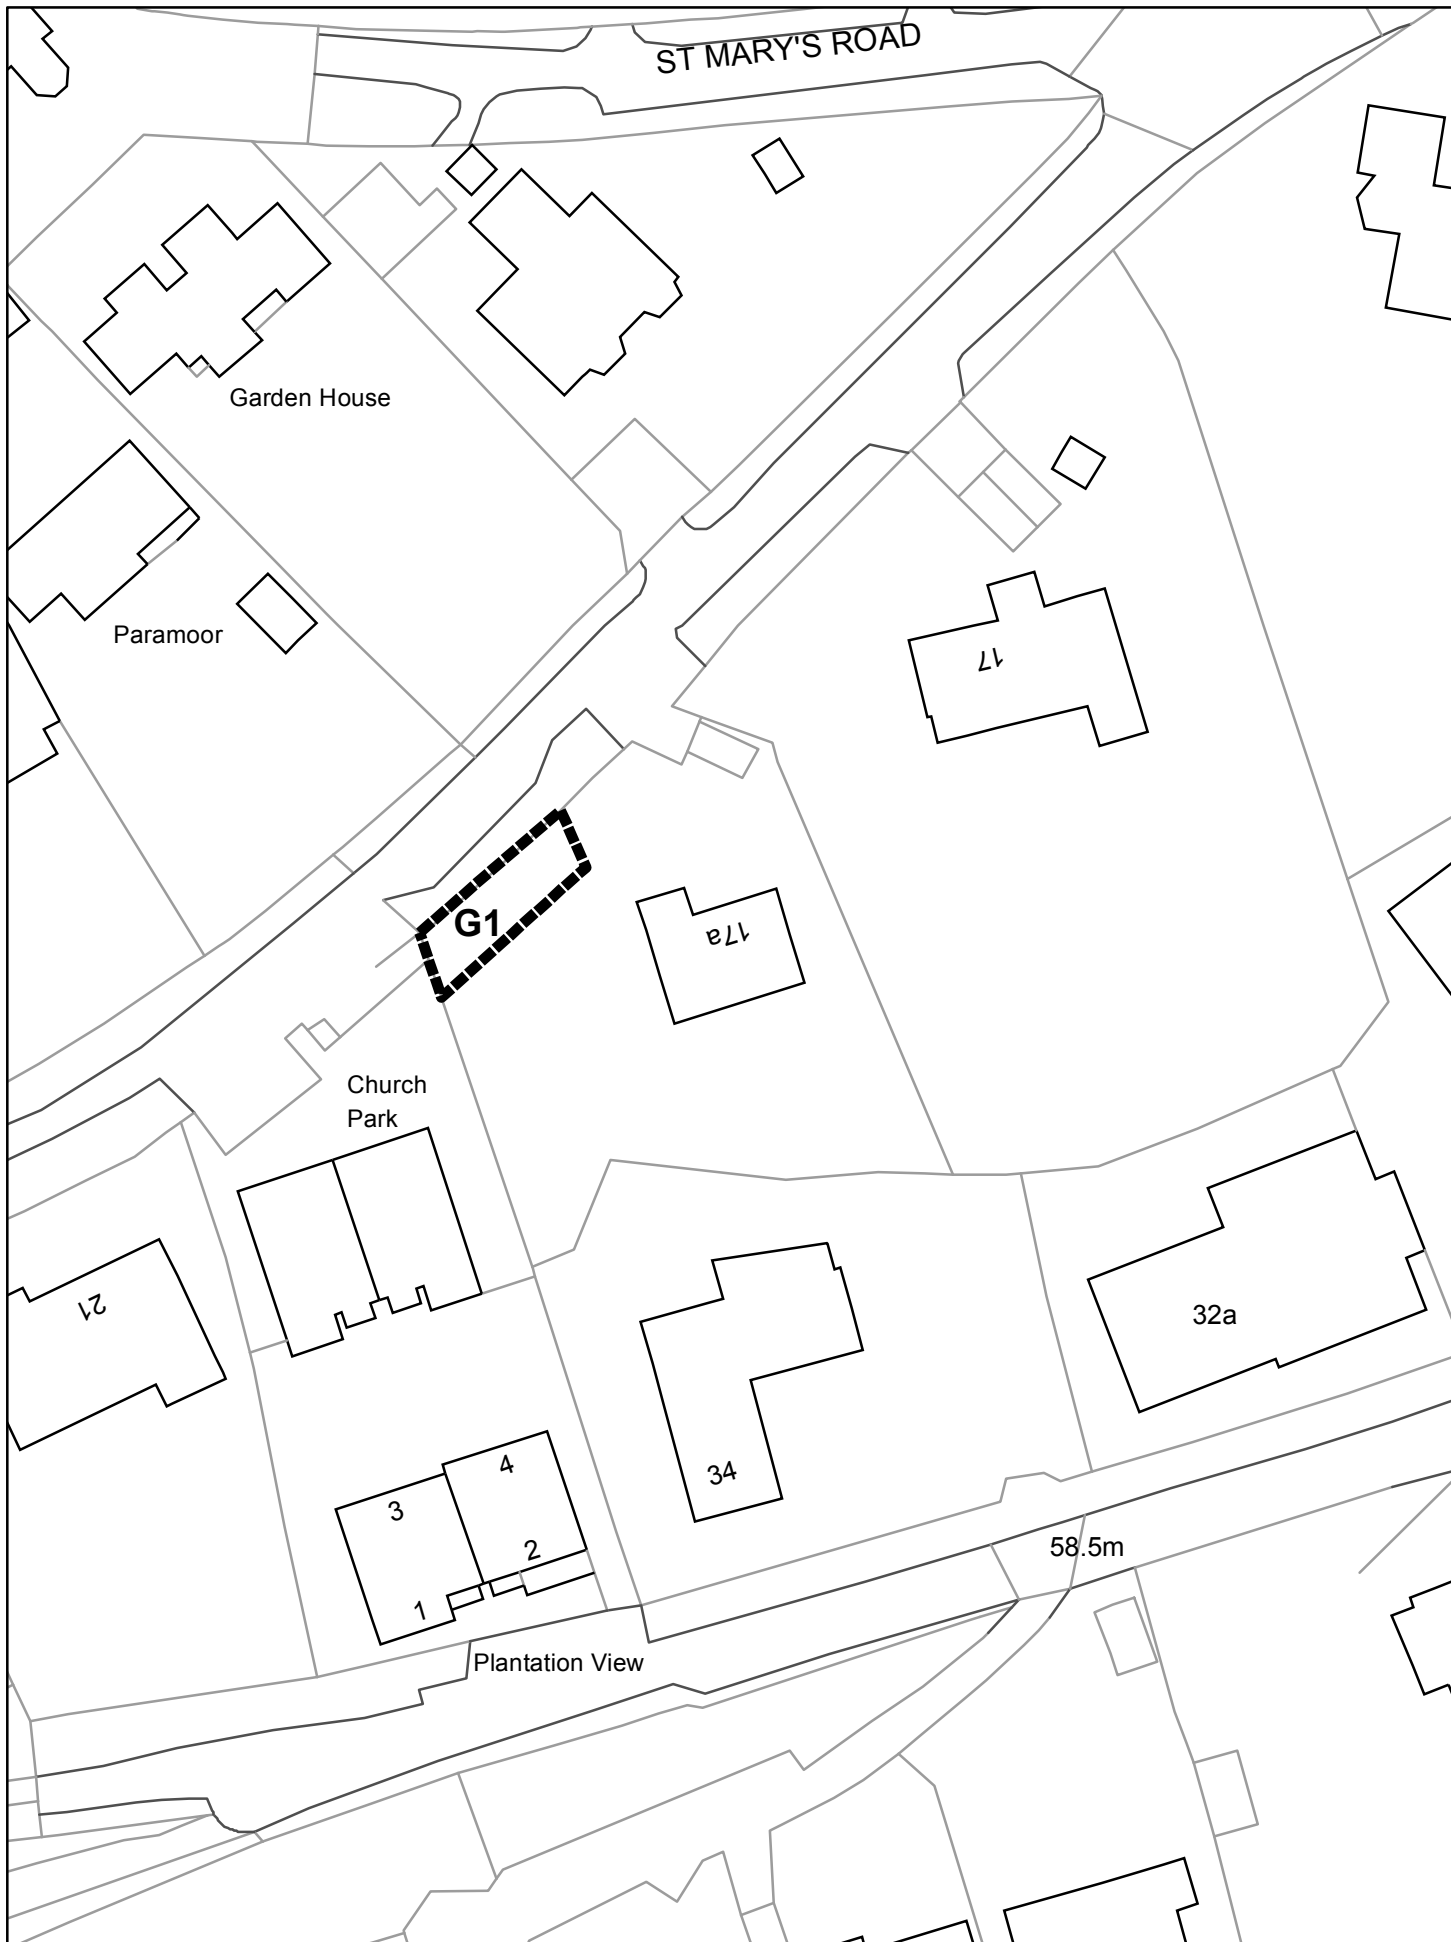 ST MARY'S ROAD
Garden House
Paramoor
17
G1
17a
Church
Park
21
32a
34
4
3
2
1
58.5m
Plantation View